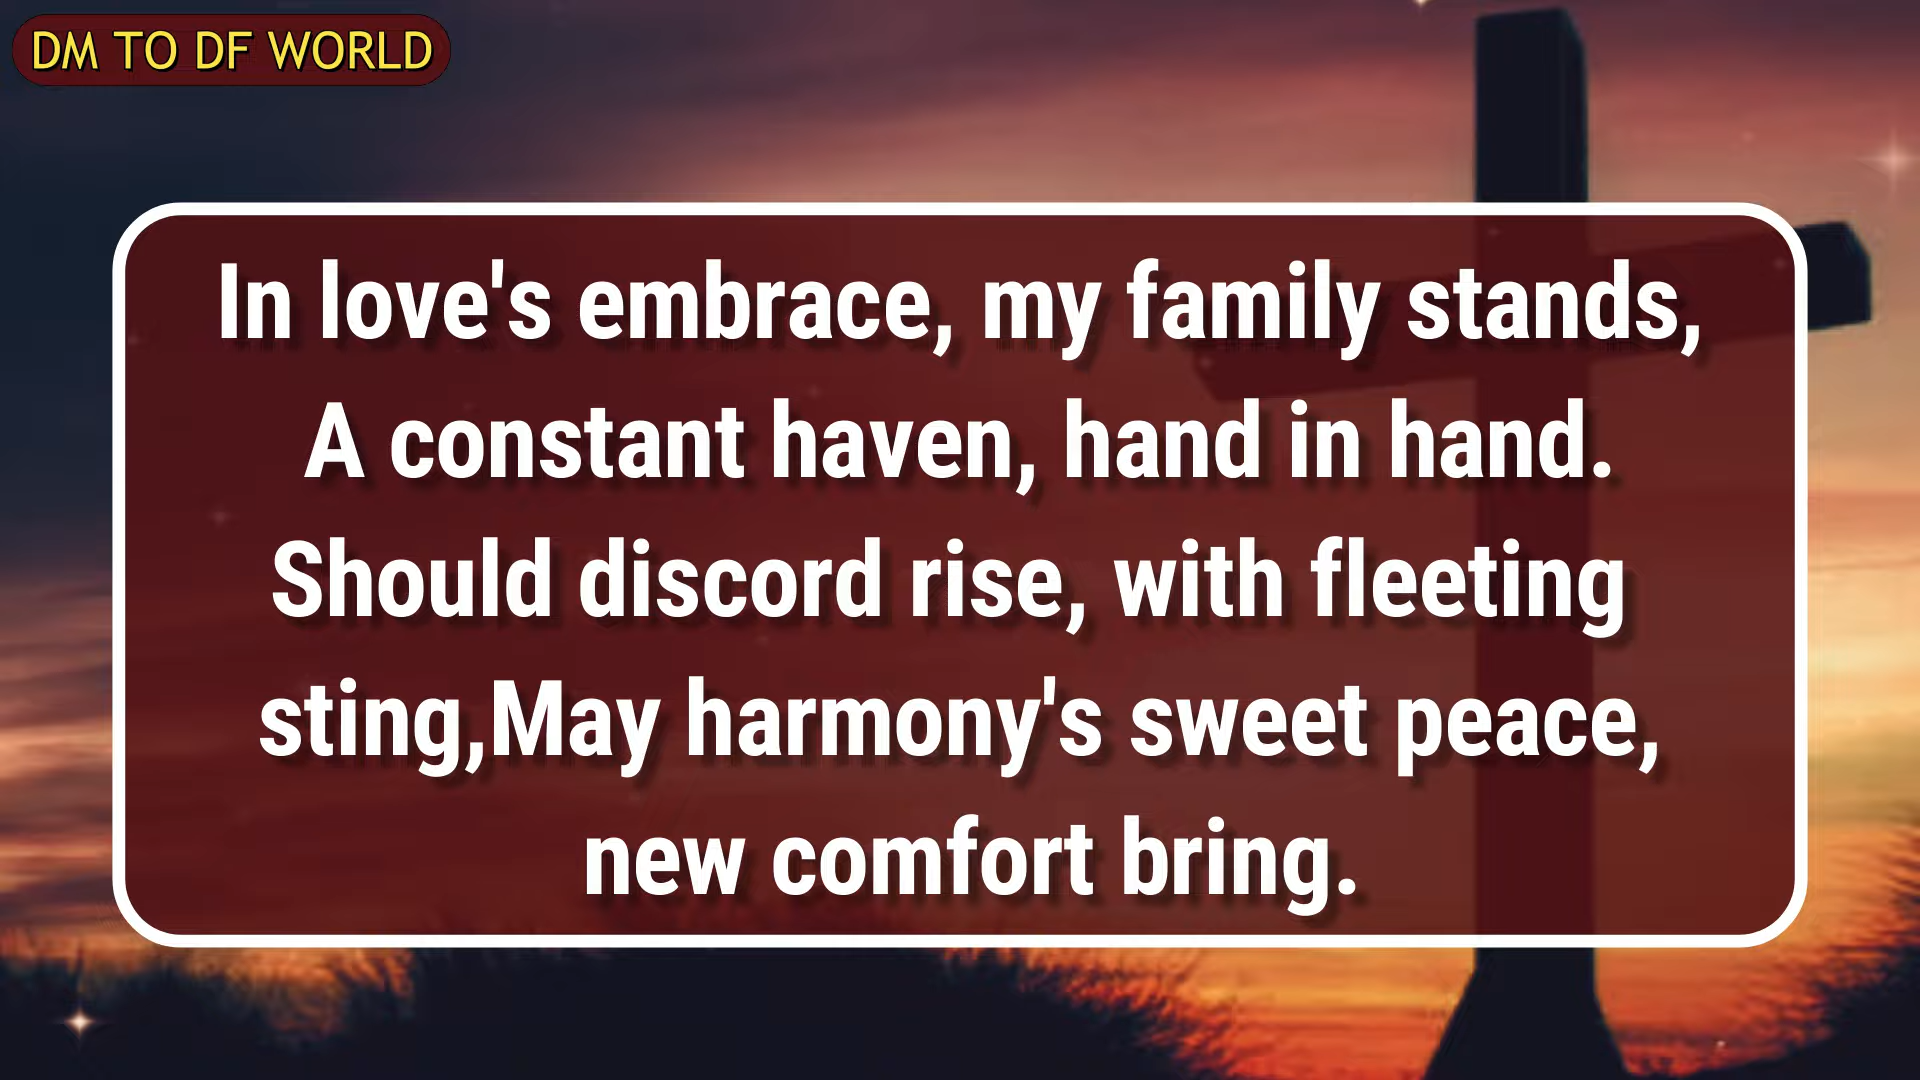 DM TO DF WORLD
In love's embrace, my family stands,
A constant haven, hand in hand.
Should discord rise, with fleeting
sting,May harmony's sweet peace,
new comfort bring.